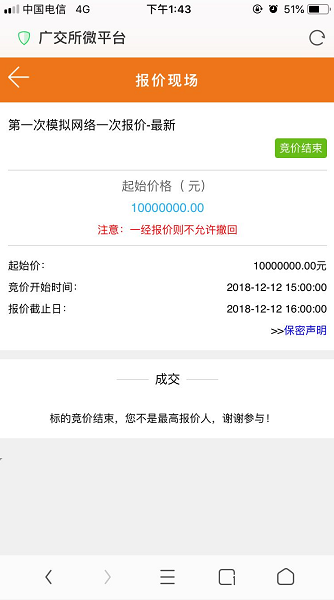 中国电信 4G 下午1:43 51%
广交所微平台
报价现场
第一次模拟网络一次报价-最新
竞价结束
起始价格（ 元）
10000000.00
注意：一经报价则不允许撤回
起始价： 10000000.00元
竞价开始时间： 2018-12-12 15:00:00
报价截止日： 2018-12-12 16:00:00
>>保密声明
成交
标的竞价结束，您不是最高报价人，谢谢参与！